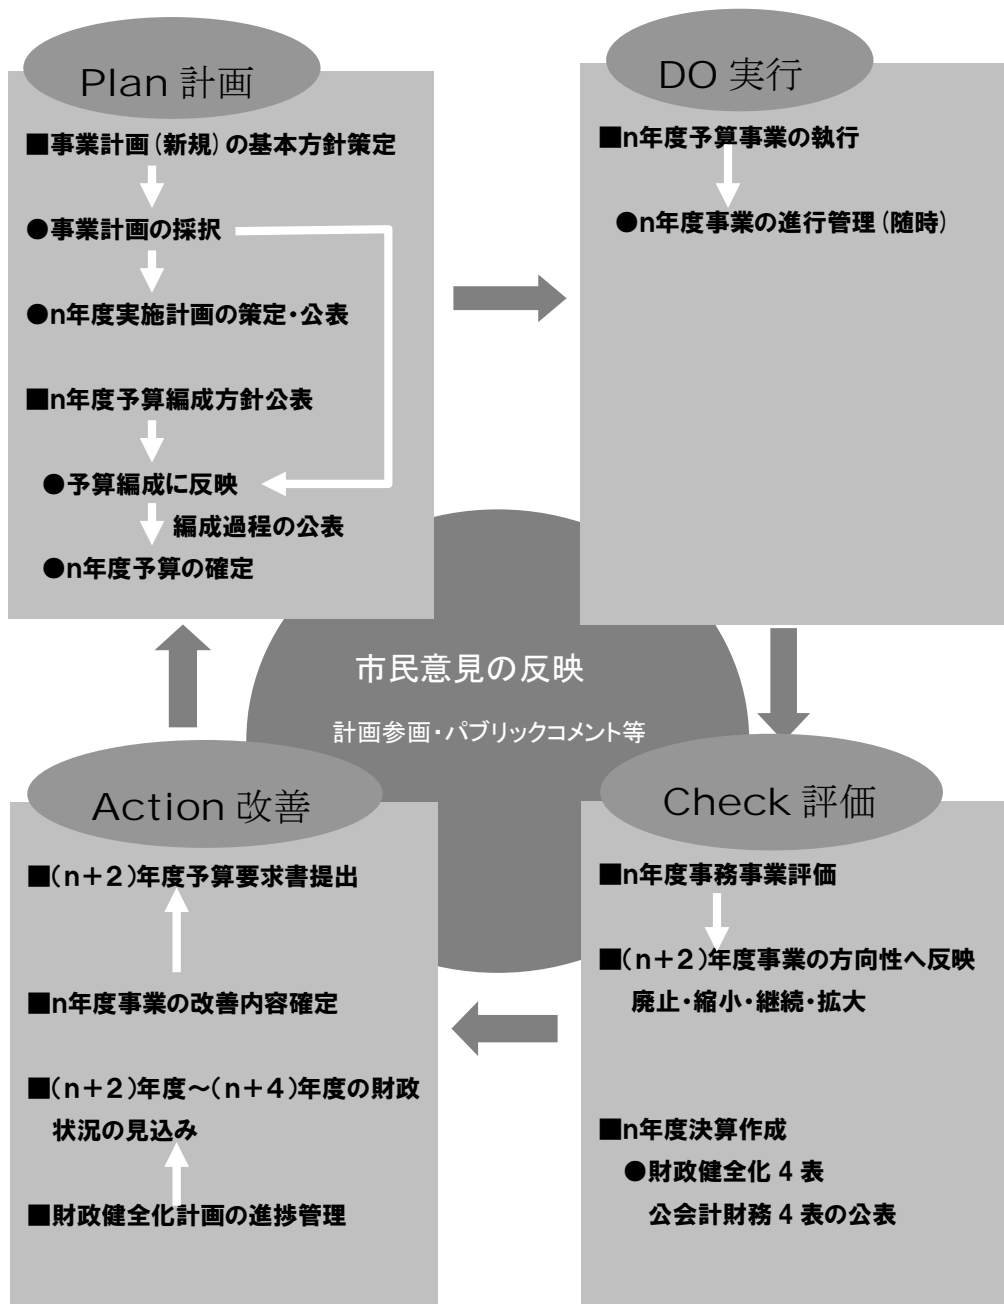 Plan 計画
■事業計画(新規)の基本方針策定
●事業計画の採択
●n年度実施計画の策定・公表
■n年度予算編成方針公表
●予算編成に反映
編成過程の公表
●n年度予算の確定
DO 実行
■n年度予算事業の執行
●n年度事業の進行管理(随時)
市民意見の反映
計画参画・パブリックコメント等
Action 改善
■(n+2)年度予算要求書提出
■n年度事業の改善内容確定
■(n+2)年度~(n+4)年度の財政
状況の見込み
■財政健全化計画の進捗管理
Check 評価
■n年度事務事業評価
■(n+2)年度事業の方向性へ反映
廃止・縮小・継続・拡大
■n年度決算作成
●財政健全化 4 表
公会計財務 4 表の公表